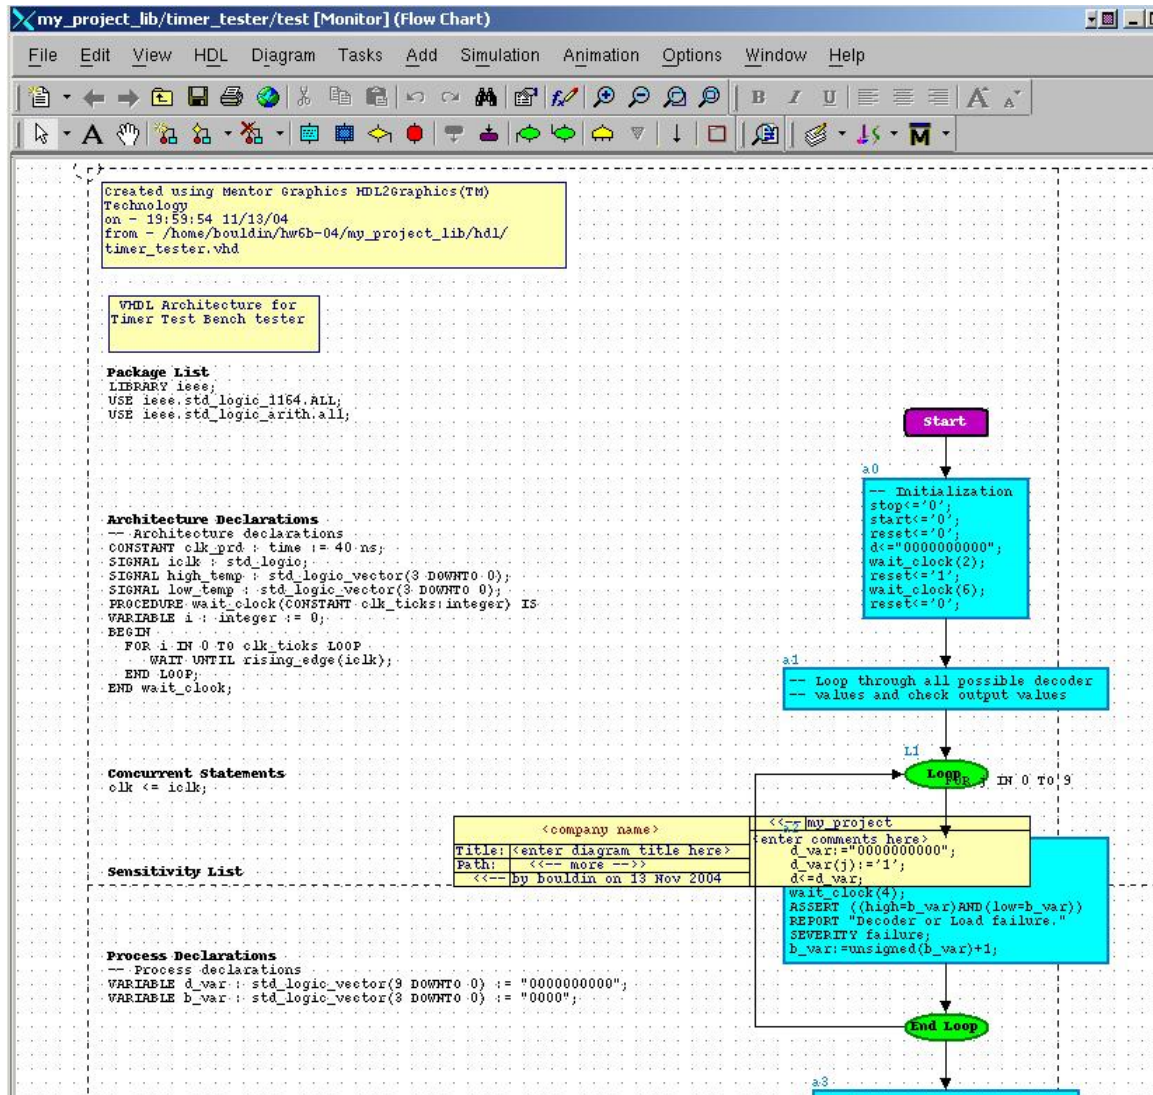 my_project_lib/timer_tester/test [Monitor] (Flow Chart)
File Edit View HDL Diagram Tasks Add Simulation Animation Options Window Help
B I U A A
A M
Created using Mentor Graphics HDL2Graphics(TM)
Technology
on - 19:59:54 11/13/04
from - /home/bouldin/hw6b-04/my_project_lib/hdl/
timer_tester.vhd
VHDL Architecture for
Timer Test Bench tester
Package List
LIBRARY ieee;
USE ieee.std_logic_1164.ALL;
USE ieee.std_logic_arith.all;
Architecture Declarations
-- Architecture declarations
CONSTANT clk_prd : time := 40 ns;
SIGNAL iclk : std_logic;
SIGNAL high_temp : std_logic_vector(3 DOWNTO 0);
SIGNAL low_temp : std_logic_vector(3 DOWNTO 0);
PROCEDURE wait_clock(CONSTANT clk_ticks:integer) IS
VARIABLE i : integer := 0;
BEGIN
FOR i IN 0 TO clk_ticks LOOP
WAIT UNTIL rising_edge(iclk);
END LOOP;
END wait_clock;
Concurrent Statements
clk <= iclk;
Sensitivity List
Process Declarations
-- Process declarations
VARIABLE d_var : std_logic_vector(9 DOWNTO 0) := "0000000000";
VARIABLE b_var : std_logic_vector(3 DOWNTO 0) := "0000";
Start
a0
-- Initialization
stop<='0';
start<='0';
reset<='0';
d<="0000000000";
wait_clock(2);
reset<='1';
wait_clock(6);
reset<='0';
a1
-- Loop through all possible decoder
-- values and check output values
L1
Loop
FOR j IN 0 TO 9
<company name>
Title: <enter diagram title here>
Path: <<-- more -->>
<<-- by bouldin on 13 Nov 2004
<<-- my_project
<enter comments here>
a2
d_var:="0000000000";
d_var(j):='1';
d<=d_var;
wait_clock(4);
ASSERT ((high=b_var)AND(low=b_var))
REPORT "Decoder or Load failure."
SEVERITY failure;
b_var:=unsigned(b_var)+1;
End Loop
a3